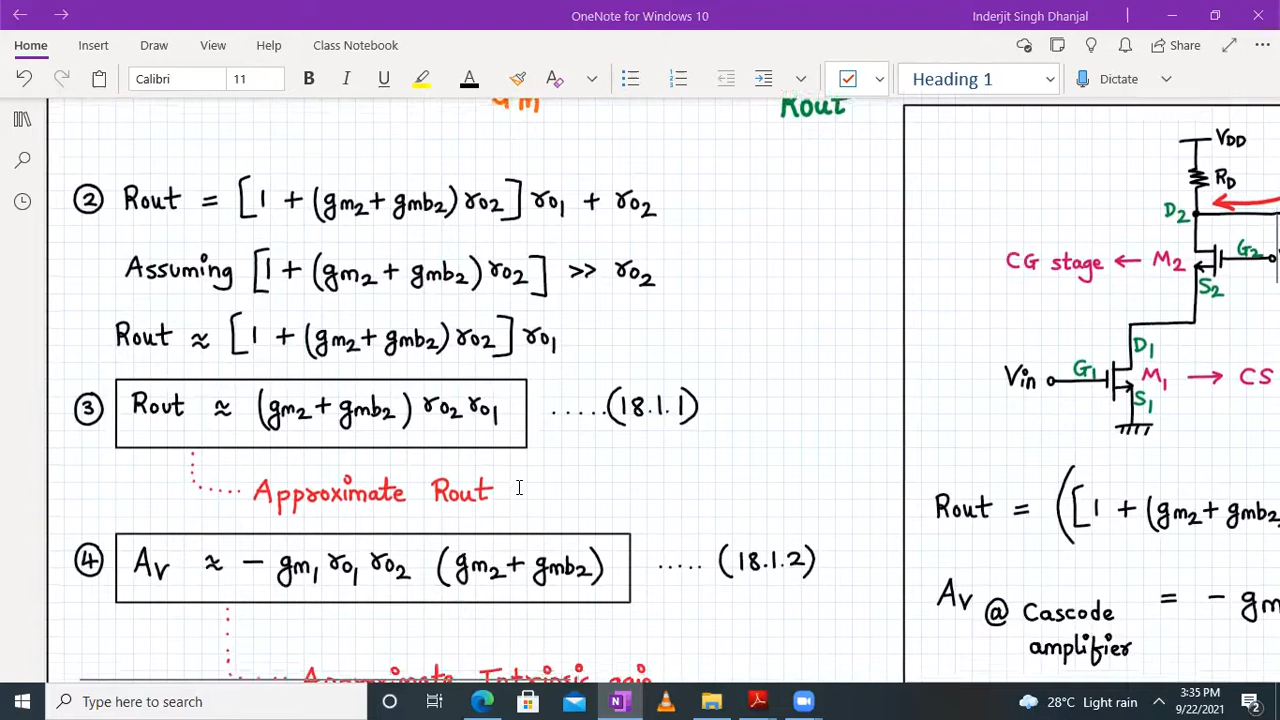 OneNote for Windows 10
Inderjit Singh Dhanjal
Home Insert Draw View Help Class Notebook
Share
Calibri 11 B I U A
Heading 1 Dictate
Rout
② Rout = [1 + (gm2 + gmb2) ro2] ro1 + ro2
Assuming [1 + (gm2 + gmb2) ro2] >> ro2
Rout ≈ [1 + (gm2 + gmb2) ro2] ro1
③ Rout ≈ (gm2 + gmb2) ro2 ro1 .....(18.1.1)
Approximate Rout
④ Av ≈ - gm1 ro1 ro2 (gm2 + gmb2) ..... (18.1.2)
Approximate Intrinsic gain
VDD
RD
D2
CG stage ← M2 G2
S2
D1
Vin G1 M1 → CS
S1
Rout = ([1 + (gm2 + gmb2
Av @ Cascode amplifier = - gm
Type here to search
28°C Light rain
3:35 PM
9/22/2021
2